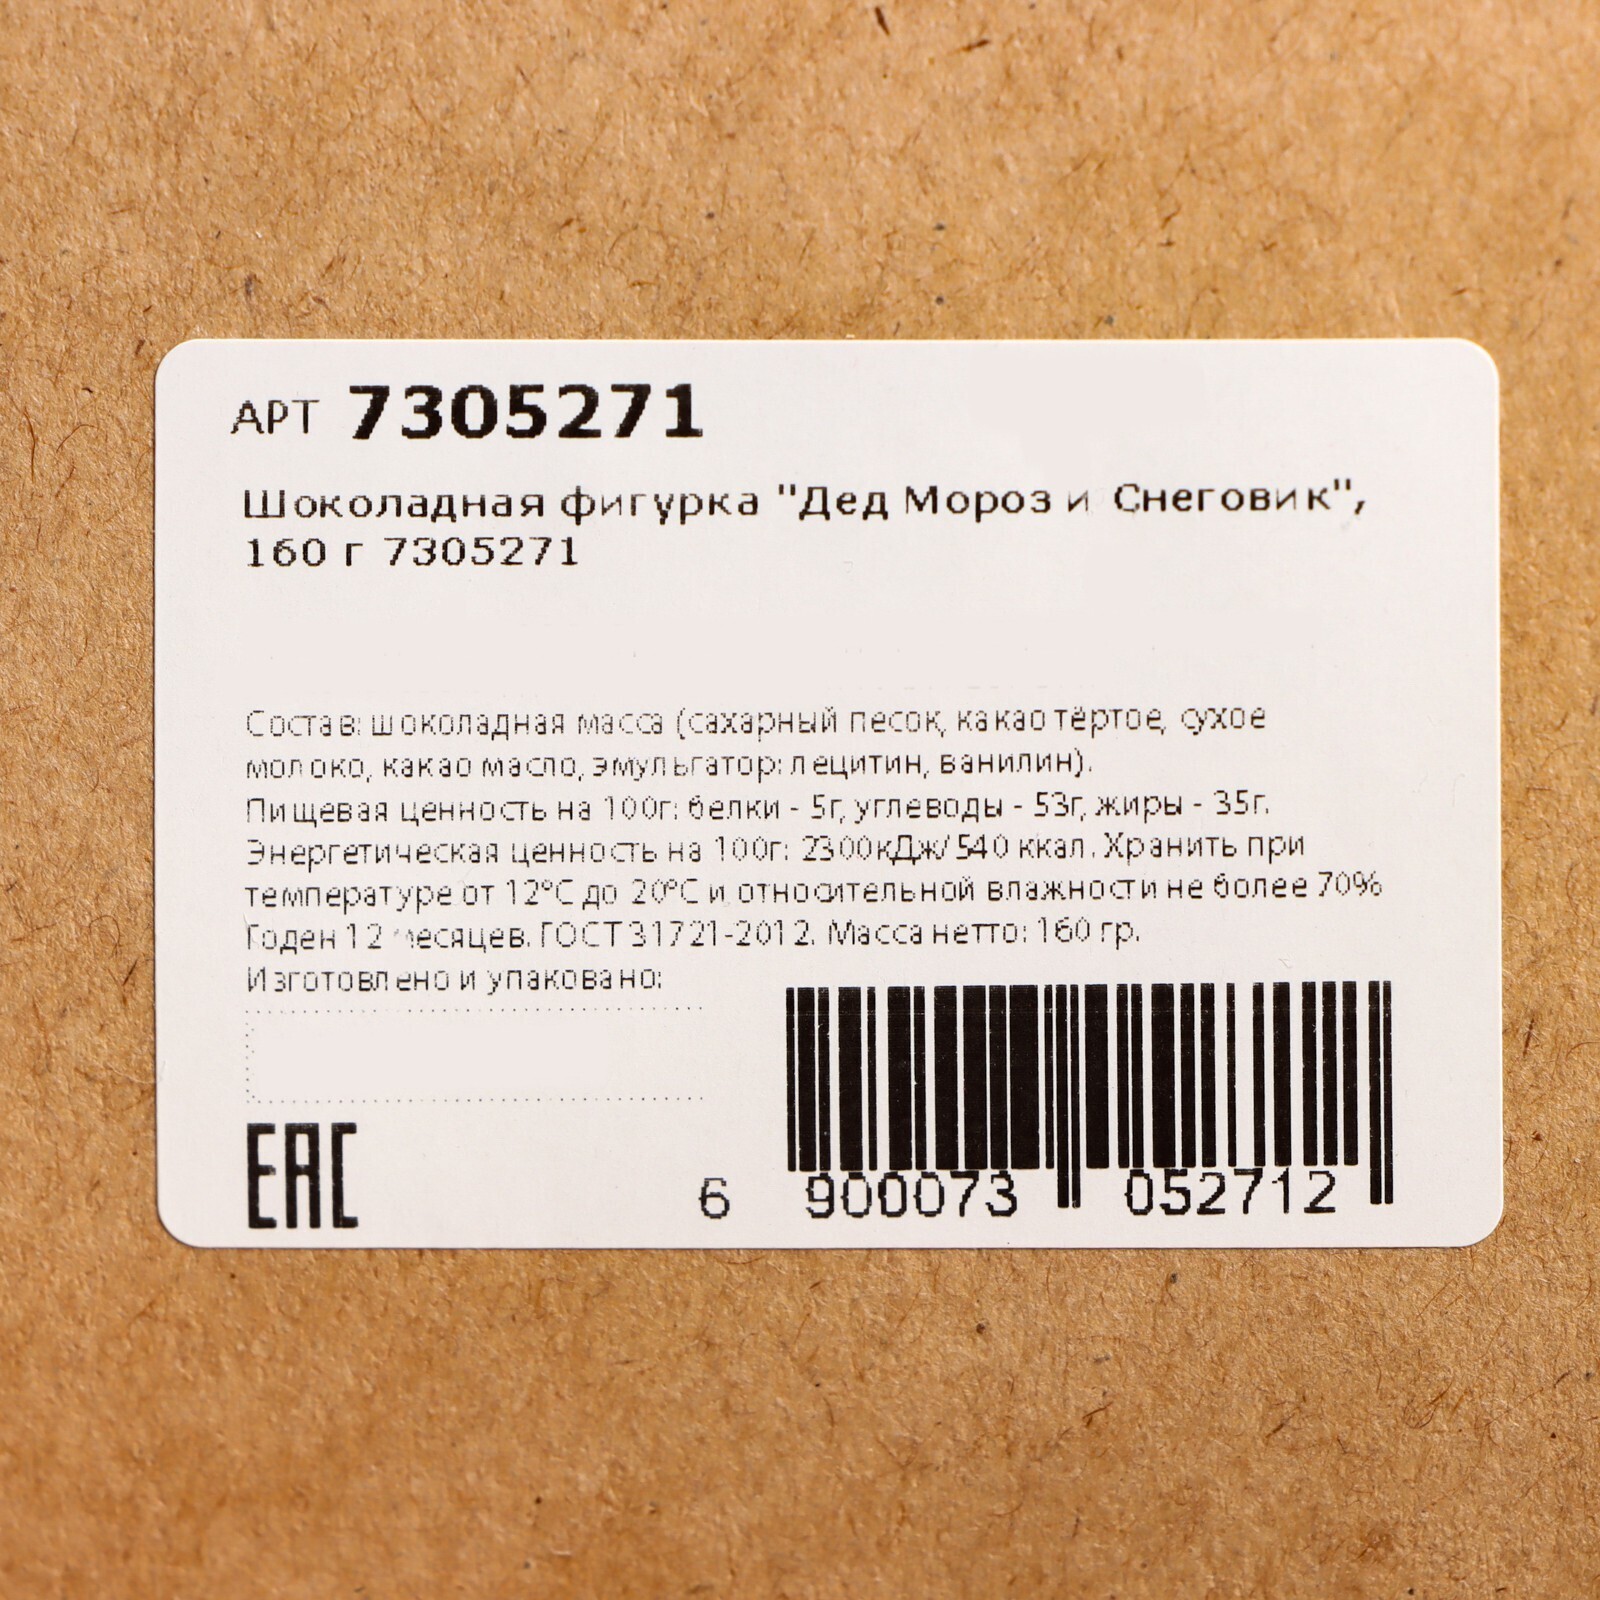 АРТ 7305271
Шоколадная фигурка "Дед Мороз и Снеговик",
160 г 7305271
Состав: шоколадная масса (сахарный песок, какао тёртое, сухое
молоко, какао масло, эмульгатор: лецитин, ванилин).
Пищевая ценность на 100г: белки - 5г, углеводы - 53г, жиры - 35г.
Энергетическая ценность на 100г: 2300кДж/ 540 ккал. Хранить при
температуре от 12°С до 20°С и относительной влажности не более 70%
Годен 12 месяцев. ГОСТ 31721-2012. Масса нетто: 160 гр.
Изготовлено и упаковано:
EAC
6 900073 052712